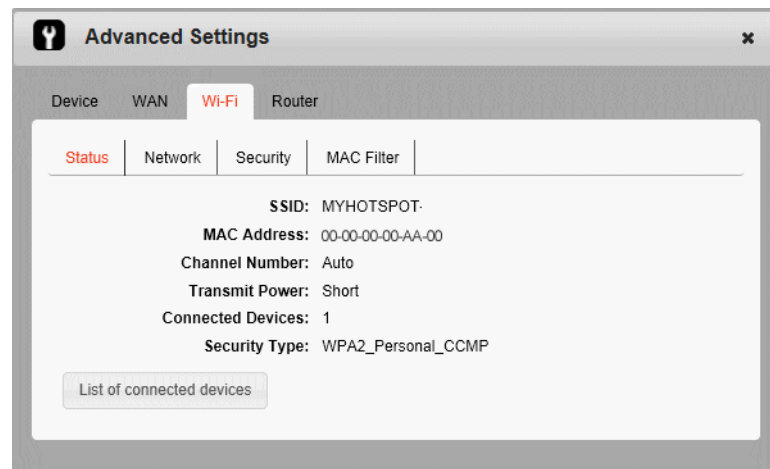 Advanced Settings
Device WAN Wi-Fi Router
Status Network Security MAC Filter
SSID: MYHOTSPOT-
MAC Address: 00-00-00-00-AA-00
Channel Number: Auto
Transmit Power: Short
Connected Devices: 1
Security Type: WPA2_Personal_CCMP
List of connected devices